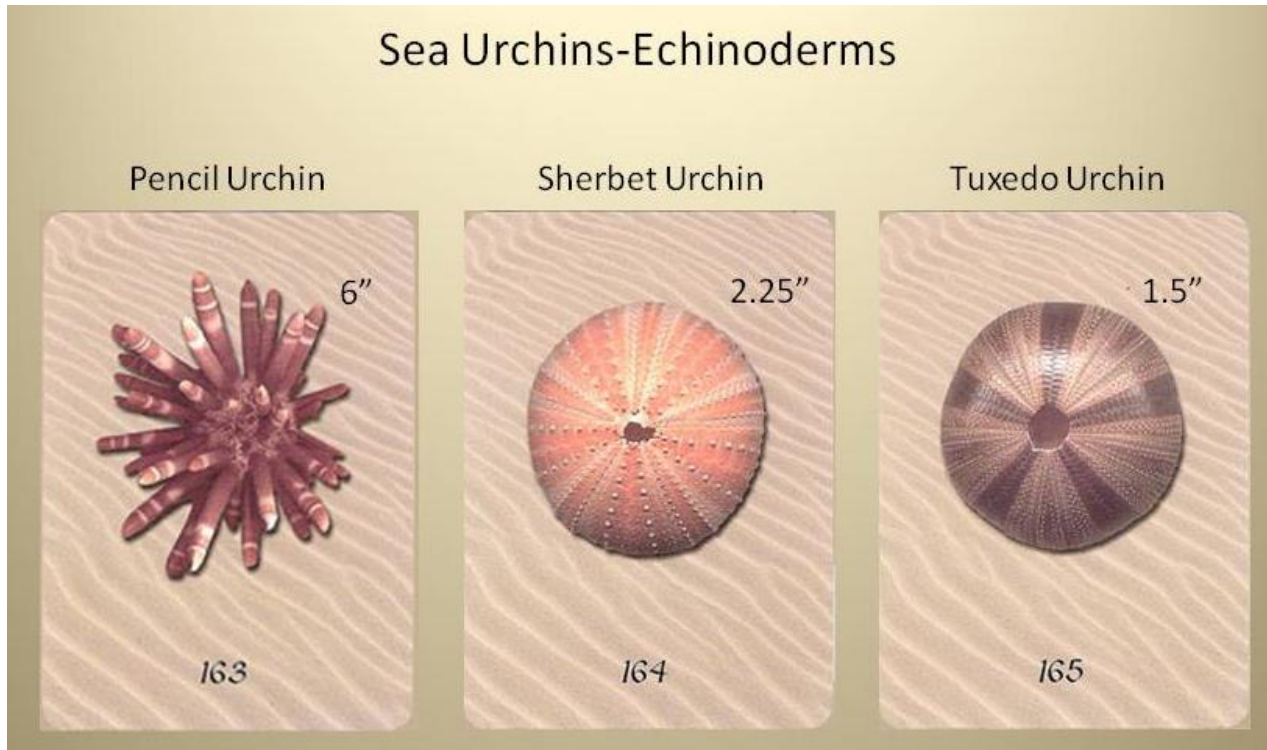 Sea Urchins-Echinoderms
Pencil Urchin
6”
163
Sherbet Urchin
2.25”
164
Tuxedo Urchin
1.5”
165